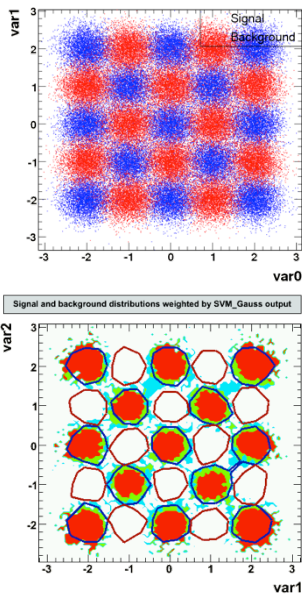 var1
3
Signal
Background
2
1
0
-1
-2
-3
-3 -2 -1 0 1 2 3
var0
Signal and background distributions weighted by SVM_Gauss output
var2
3
2
1
0
-1
-2
-3 -2 -1 0 1 2 3
var1